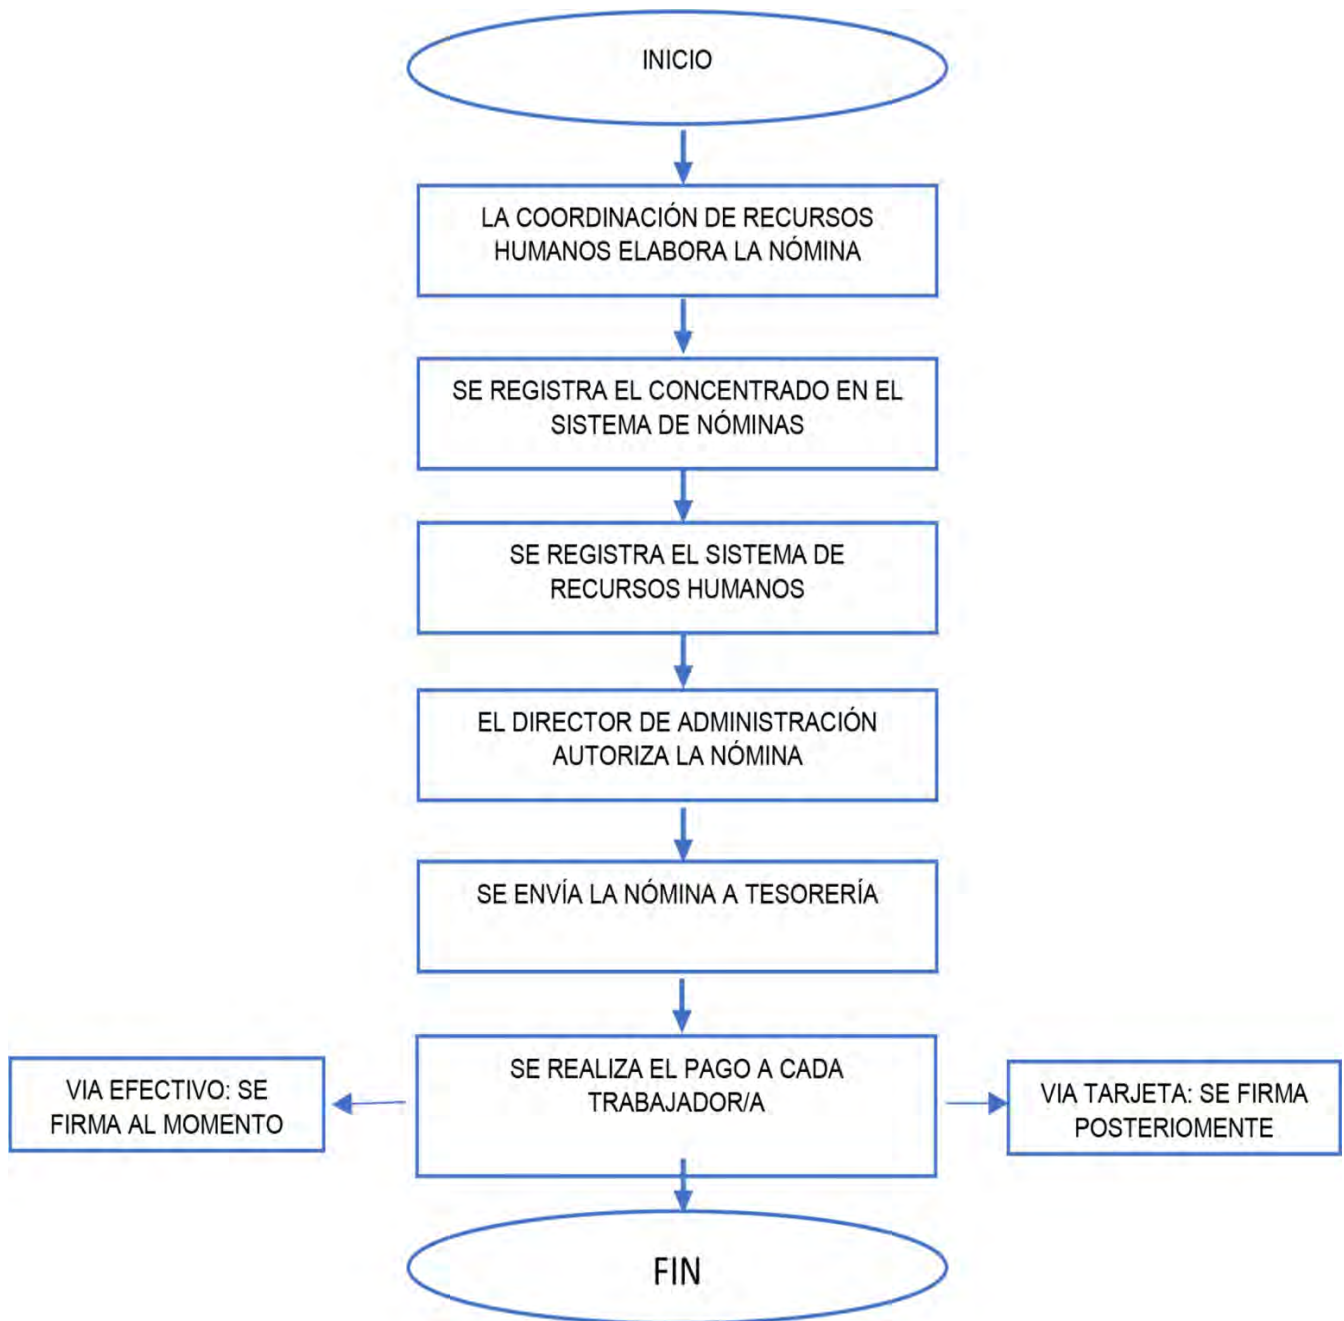 INICIO
LA COORDINACIÓN DE RECURSOS
HUMANOS ELABORA LA NÓMINA
SE REGISTRA EL CONCENTRADO EN EL
SISTEMA DE NÓMINAS
SE REGISTRA EL SISTEMA DE
RECURSOS HUMANOS
EL DIRECTOR DE ADMINISTRACIÓN
AUTORIZA LA NÓMINA
SE ENVÍA LA NÓMINA A TESORERÍA
SE REALIZA EL PAGO A CADA
TRABAJADOR/A
VIA EFECTIVO: SE
FIRMA AL MOMENTO
VIA TARJETA: SE FIRMA
POSTERIOMENTE
FIN